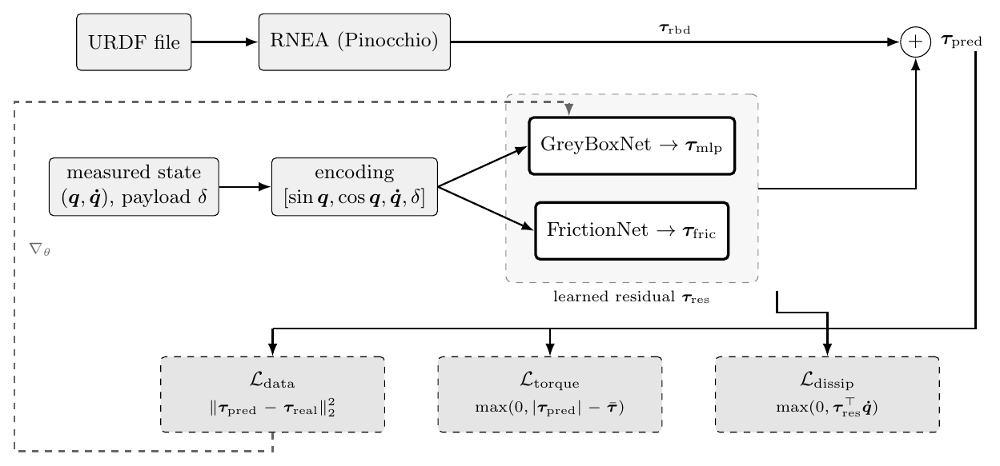 URDF file
RNEA (Pinocchio)
τ_rbd
+
τ_pred
GreyBoxNet → τ_mlp
measured state
(q, q̇), payload δ
encoding
[sin q, cos q, q̇, δ]
FrictionNet → τ_fric
∇_θ
learned residual τ_res
ℒ_data
‖τ_pred − τ_real‖₂²
ℒ_torque
max(0, |τ_pred| − τ̄)
ℒ_dissip
max(0, τ_res^⊤ q̇)